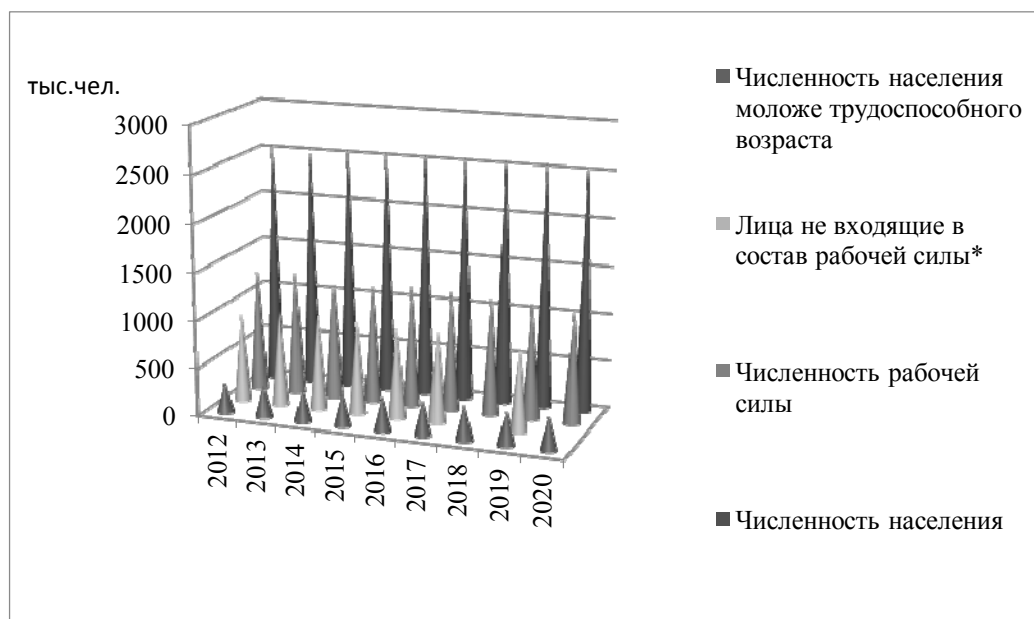 тыс.чел.
3000
2500
2000
1500
1000
500
0
2012
2013
2014
2015
2016
2017
2018
2019
2020
Численность населения
моложе трудоспособного
возраста
Лица не входящие в
состав рабочей силы*
Численность рабочей
силы
Численность населения